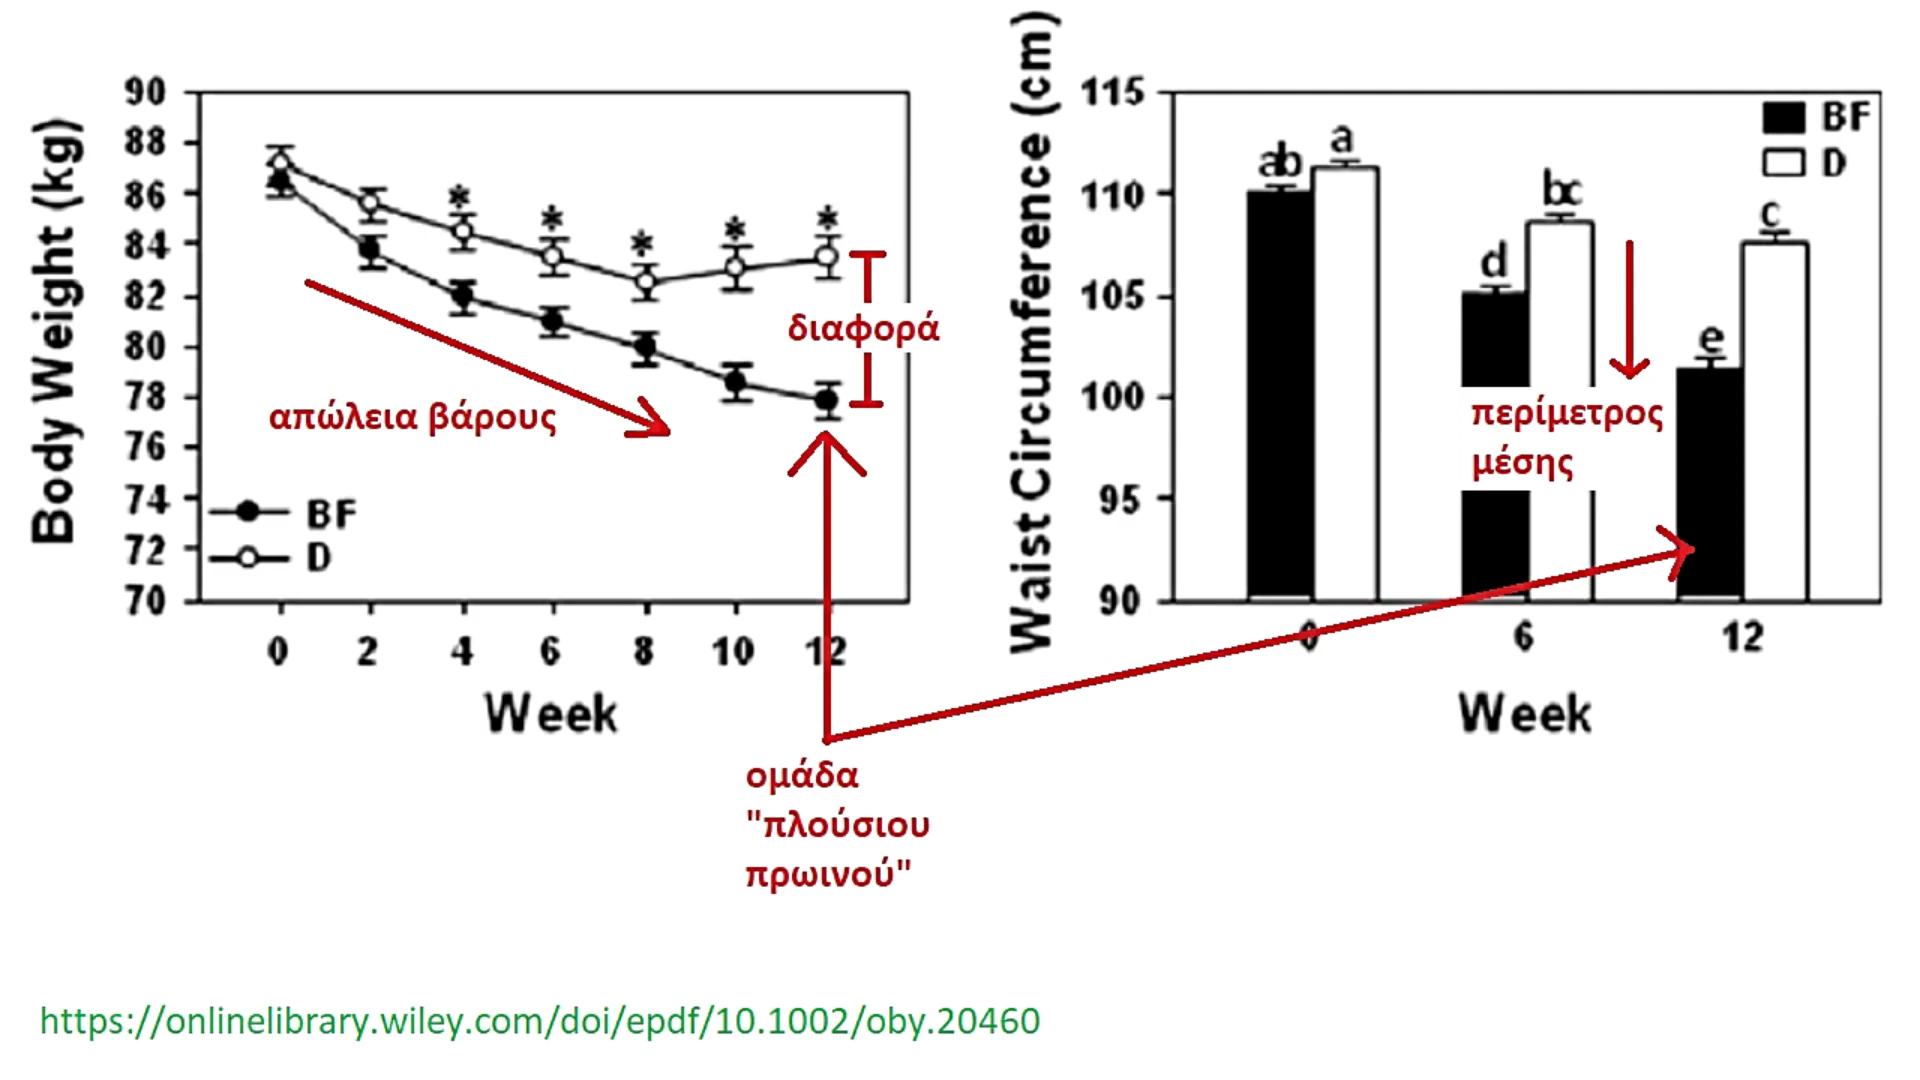 Body Weight (kg)
90
88
86
84
82
80
78
76
74
72
70
* * * * *
διαφορά
απώλεια βάρους
BF
D
0 2 4 6 8 10 12
Week
Waist Circumference (cm)
115
110
105
100
95
90
BF
D
ab a
d bc
e c
περίμετρος
μέσης
0 6 12
Week
ομάδα
"πλούσιου
πρωινού"
https://onlinelibrary.wiley.com/doi/epdf/10.1002/oby.20460